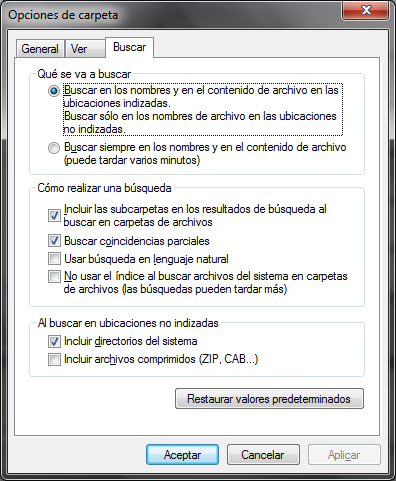 Opciones de carpeta
General
Ver
Buscar
Qué se va a buscar
Buscar en los nombres y en el contenido de archivo en las
ubicaciones indizadas.
Buscar sólo en los nombres de archivo en las ubicaciones
no indizadas.
Buscar siempre en los nombres y en el contenido de archivo
(puede tardar varios minutos)
Cómo realizar una búsqueda
Incluir las subcarpetas en los resultados de búsqueda al
buscar en carpetas de archivos
Buscar coincidencias parciales
Usar búsqueda en lenguaje natural
No usar el índice al buscar archivos del sistema en carpetas
de archivos (las búsquedas pueden tardar más)
Al buscar en ubicaciones no indizadas
Incluir directorios del sistema
Incluir archivos comprimidos (ZIP, CAB...)
Restaurar valores predeterminados
Aceptar
Cancelar
Aplicar